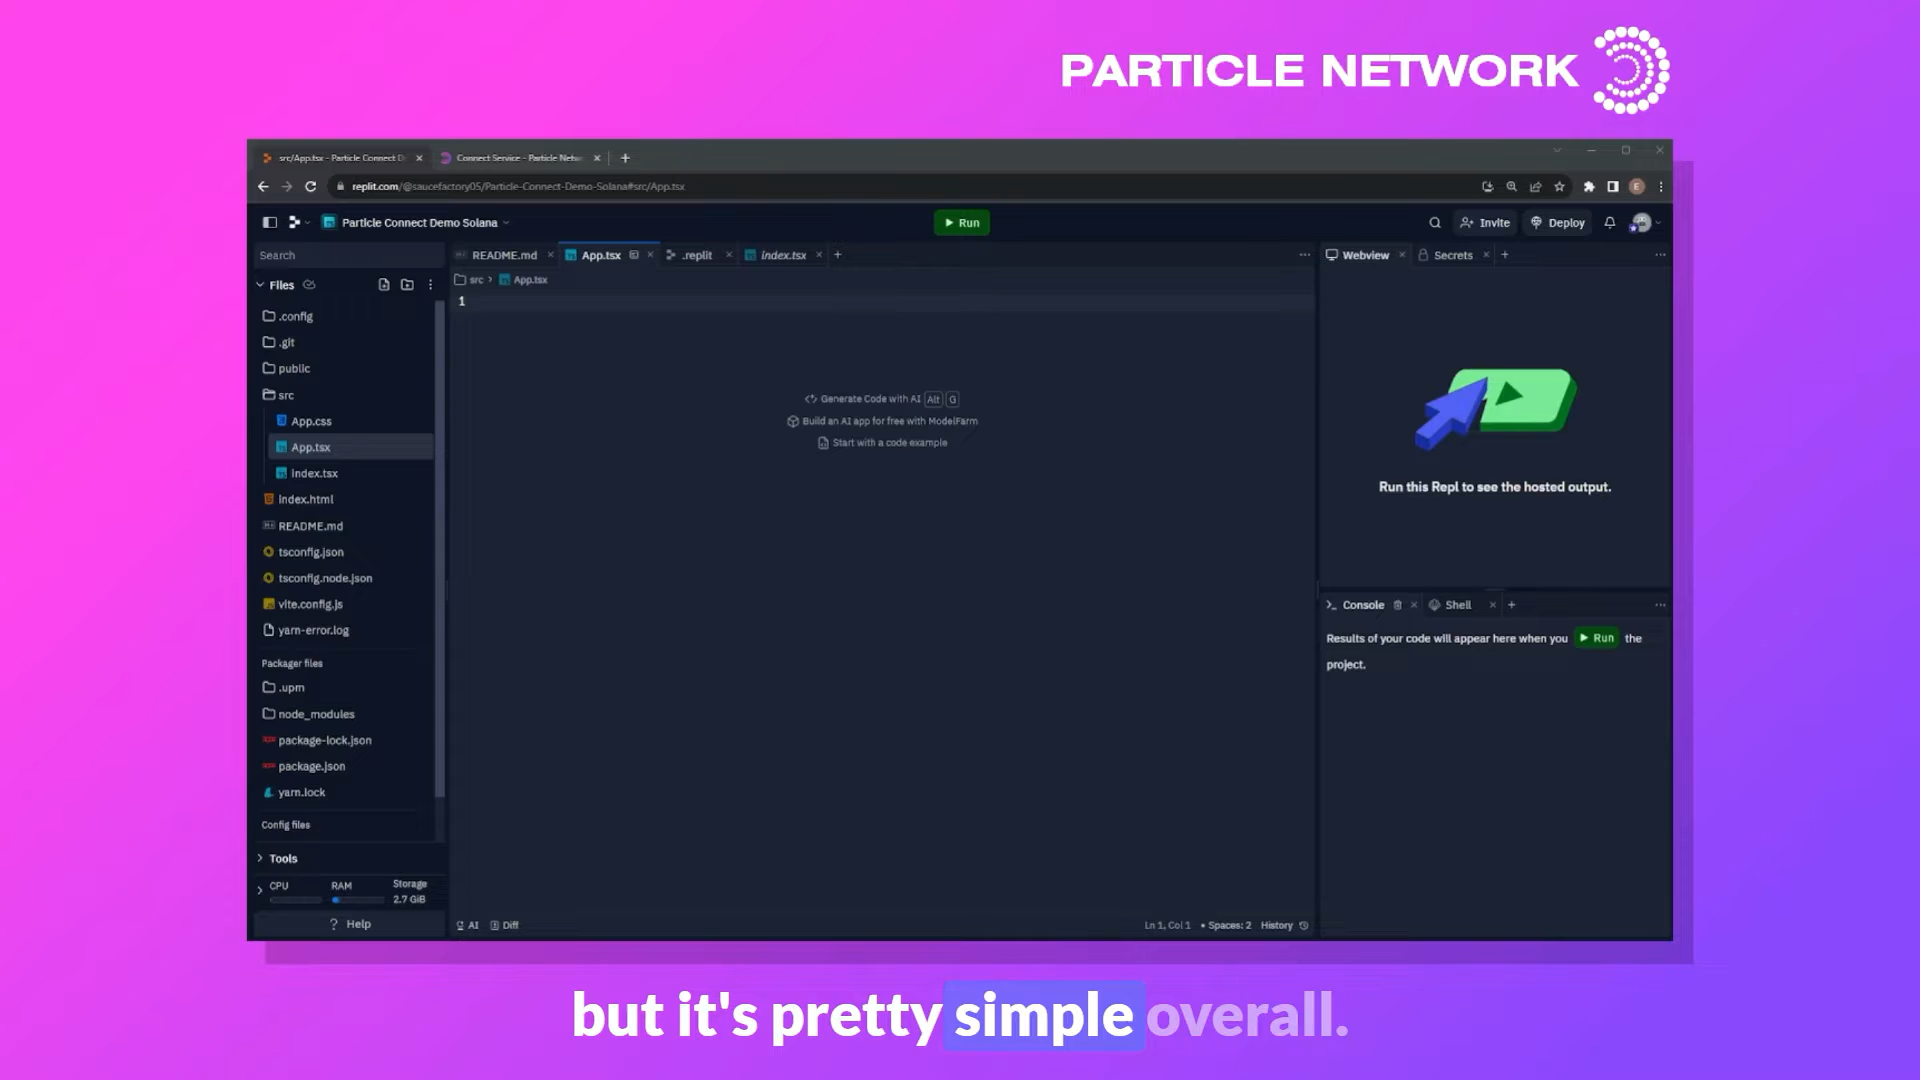 PARTICLE NETWORK
src/App.tsx - Particle Connect D
Connect Service - Particle Netw
replit.com/@saucefactory05/Particle-Connect-Demo-Solana#src/App.tsx
E
Particle Connect Demo Solana
Run
Invite
Deploy
Search
README.md
App.tsx
.replit
index.tsx
Webview
Secrets
Files
src > App.tsx
1
.config
.git
public
src
App.css
App.tsx
index.tsx
index.html
README.md
tsconfig.json
tsconfig.node.json
vite.config.js
yarn-error.log
Packager files
.upm
node_modules
package-lock.json
package.json
yarn.lock
Config files
Tools
CPU
RAM
Storage
2.7 GiB
? Help
Generate Code with AI Alt G
Build an AI app for free with ModelFarm
Start with a code example
AI
Diff
Ln 1, Col 1 • Spaces: 2 History
Run this Repl to see the hosted output.
Console
Shell
Results of your code will appear here when you Run the
project.
but it's pretty simple overall.